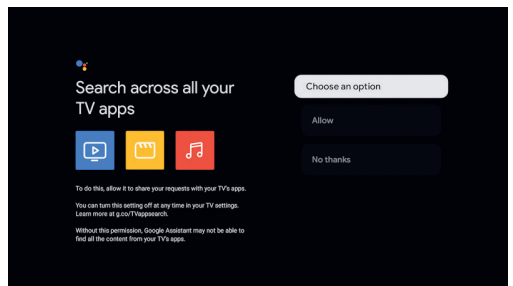 Search across all your
TV apps
To do this, allow it to share your requests with your TV's apps.
You can turn this setting off at any time in your TV settings.
Learn more at g.co/TVappsearch.
Without this permission, Google Assistant may not be able to
find all the content from your TV's apps.
Choose an option
Allow
No thanks